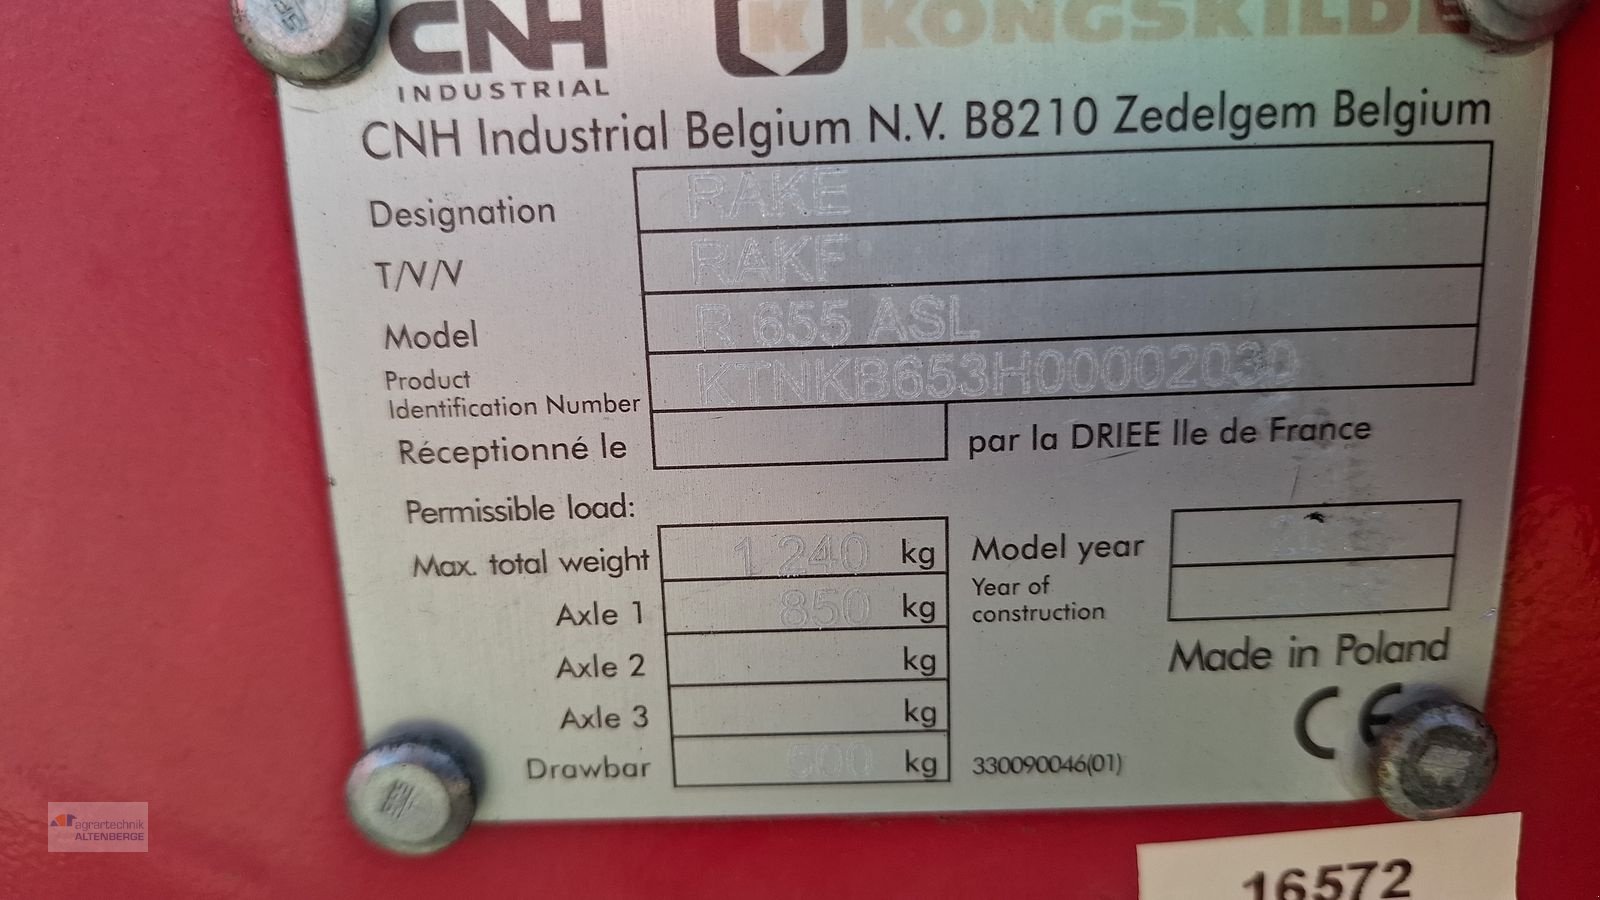 CNH KONGSKILDE
INDUSTRIAL
CNH Industrial Belgium N.V. B8210 Zedelgem Belgium
Designation RAKE
T/V/V RAKF
Model R 655 ASL
Product
Identification Number KTNKB653H00002030
Réceptionné le par la DRIEE Ile de France
Permissible load:
Max. total weight 1 240 kg Model year
Axle 1 850 kg Year of
construction
Axle 2 kg
Made in Poland
Axle 3 kg
CE
Drawbar 500 kg 330090046(01)
agrartechnik
ALTENBERGE
16572